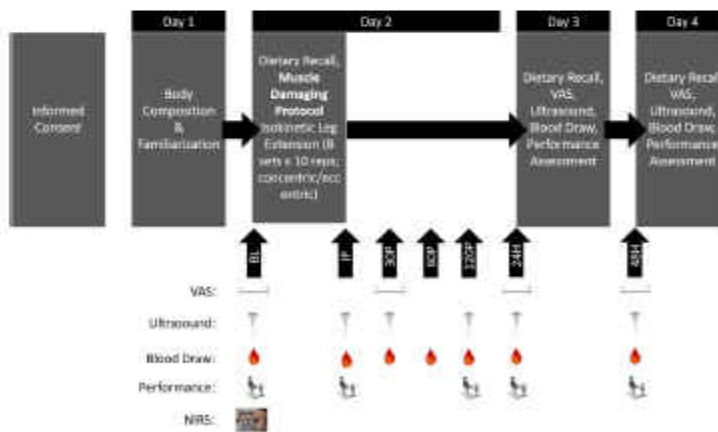 Day 1
Day 2
Day 3
Day 4
Informed
Consent
Body
Composition
&
Familiarization
Dietary Recall,
Muscle
Damaging
Protocol
Isokinetic Leg
Extension (8
sets x 10 reps;
concentric/ecc
entric)
Dietary Recall,
VAS,
Ultrasound,
Blood Draw,
Performance
Assessment
Dietary Recall,
VAS,
Ultrasound,
Blood Draw,
Performance
Assessment
BL
IP
30P
60P
120P
24H
48H
VAS:
Ultrasound:
Blood Draw:
Performance:
NIRS: